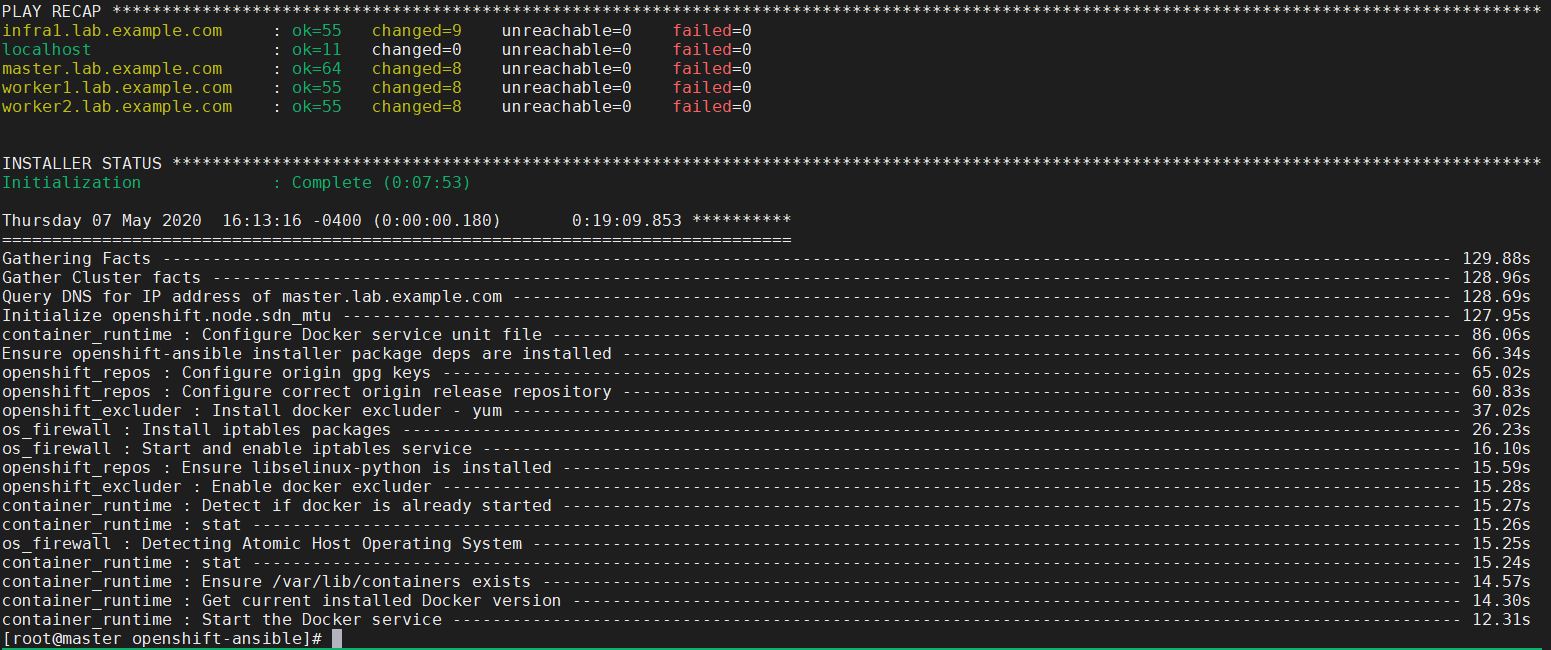 PLAY RECAP ***********************************************************************************************************************************************
infra1.lab.example.com     : ok=55   changed=9    unreachable=0    failed=0
localhost                  : ok=11   changed=0    unreachable=0    failed=0
master.lab.example.com     : ok=64   changed=8    unreachable=0    failed=0
worker1.lab.example.com    : ok=55   changed=8    unreachable=0    failed=0
worker2.lab.example.com    : ok=55   changed=8    unreachable=0    failed=0
INSTALLER STATUS *****************************************************************************************************************************************
Initialization             : Complete (0:07:53)
Thursday 07 May 2020  16:13:16 -0400 (0:00:00.180)       0:19:09.853 **********
===============================================================================
Gathering Facts --------------------------------------------------------------------------------------------------------------------------------- 129.88s
Gather Cluster facts ---------------------------------------------------------------------------------------------------------------------------- 128.96s
Query DNS for IP address of master.lab.example.com ---------------------------------------------------------------------------------------------- 128.69s
Initialize openshift.node.sdn_mtu --------------------------------------------------------------------------------------------------------------- 127.95s
container_runtime : Configure Docker service unit file ------------------------------------------------------------------------------------------- 86.06s
Ensure openshift-ansible installer package deps are installed ------------------------------------------------------------------------------------ 66.34s
openshift_repos : Configure origin gpg keys ------------------------------------------------------------------------------------------------------ 65.02s
openshift_repos : Configure correct origin release repository ------------------------------------------------------------------------------------ 60.83s
openshift_excluder : Install docker excluder - yum ----------------------------------------------------------------------------------------------- 37.02s
os_firewall : Install iptables packages ---------------------------------------------------------------------------------------------------------- 26.23s
os_firewall : Start and enable iptables service -------------------------------------------------------------------------------------------------- 16.10s
openshift_repos : Ensure libselinux-python is installed ------------------------------------------------------------------------------------------ 15.59s
openshift_excluder : Enable docker excluder ------------------------------------------------------------------------------------------------------ 15.28s
container_runtime : Detect if docker is already started ------------------------------------------------------------------------------------------ 15.27s
container_runtime : stat ------------------------------------------------------------------------------------------------------------------------- 15.26s
os_firewall : Detecting Atomic Host Operating System --------------------------------------------------------------------------------------------- 15.25s
container_runtime : stat ------------------------------------------------------------------------------------------------------------------------- 15.24s
container_runtime : Ensure /var/lib/containers exists -------------------------------------------------------------------------------------------- 14.57s
container_runtime : Get current installed Docker version ----------------------------------------------------------------------------------------- 14.30s
container_runtime : Start the Docker service ----------------------------------------------------------------------------------------------------- 12.31s
[root@master openshift-ansible]#